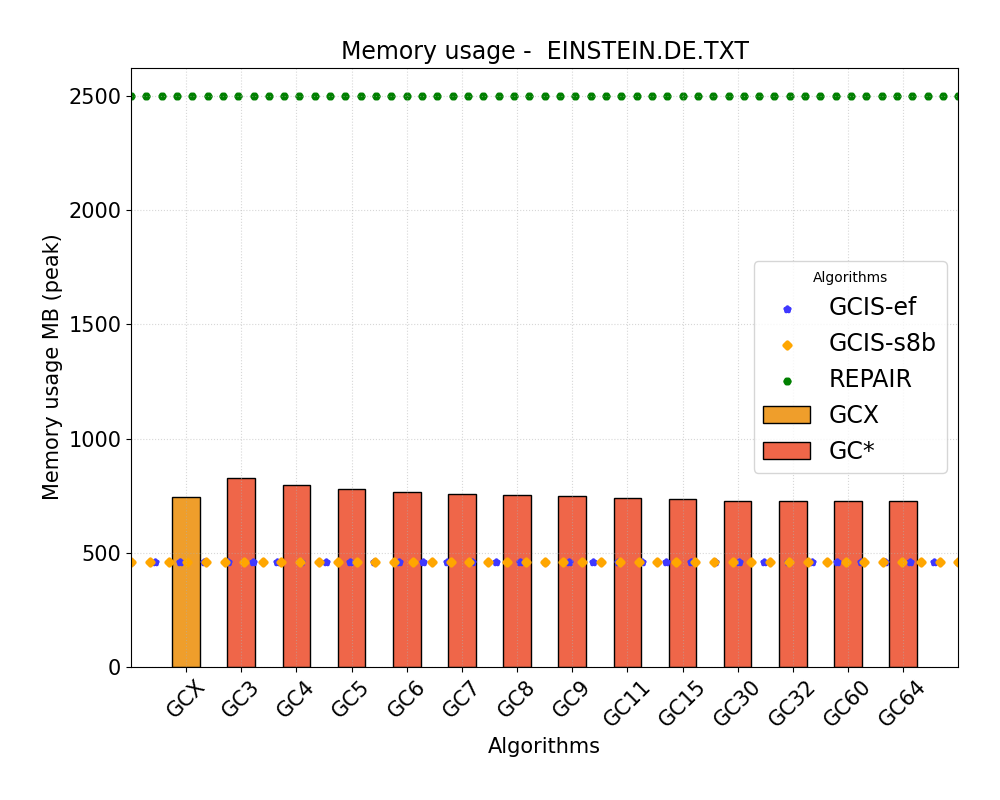 Memory usage -  EINSTEIN.DE.TXT
Memory usage MB (peak)
2500
2000
1500
1000
500
0
Algorithms
GCIS-ef
GCIS-s8b
REPAIR
GCX
GC*
GCX
GC3
GC4
GC5
GC6
GC7
GC8
GC9
GC11
GC15
GC30
GC32
GC60
GC64
Algorithms